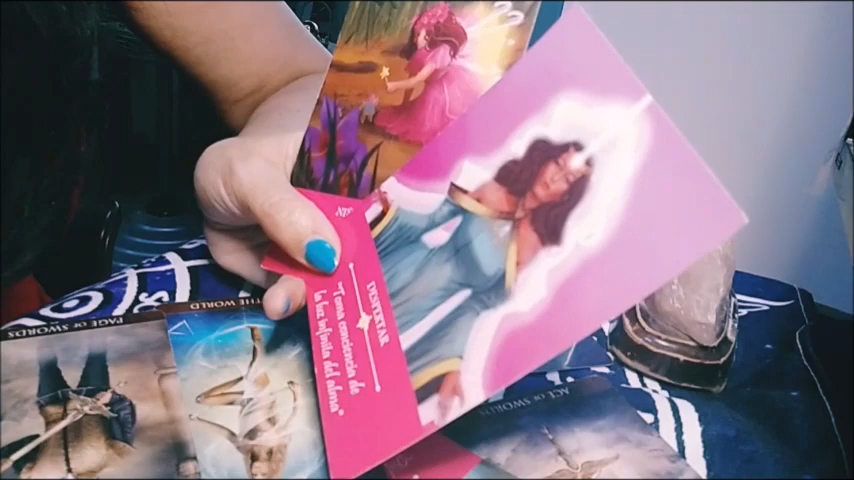 DESPERTAR
"Toma conciencia de
la luz infinita del alma"
PAGE OF SWORDS
THE WORLD
ACE OF SWORDS